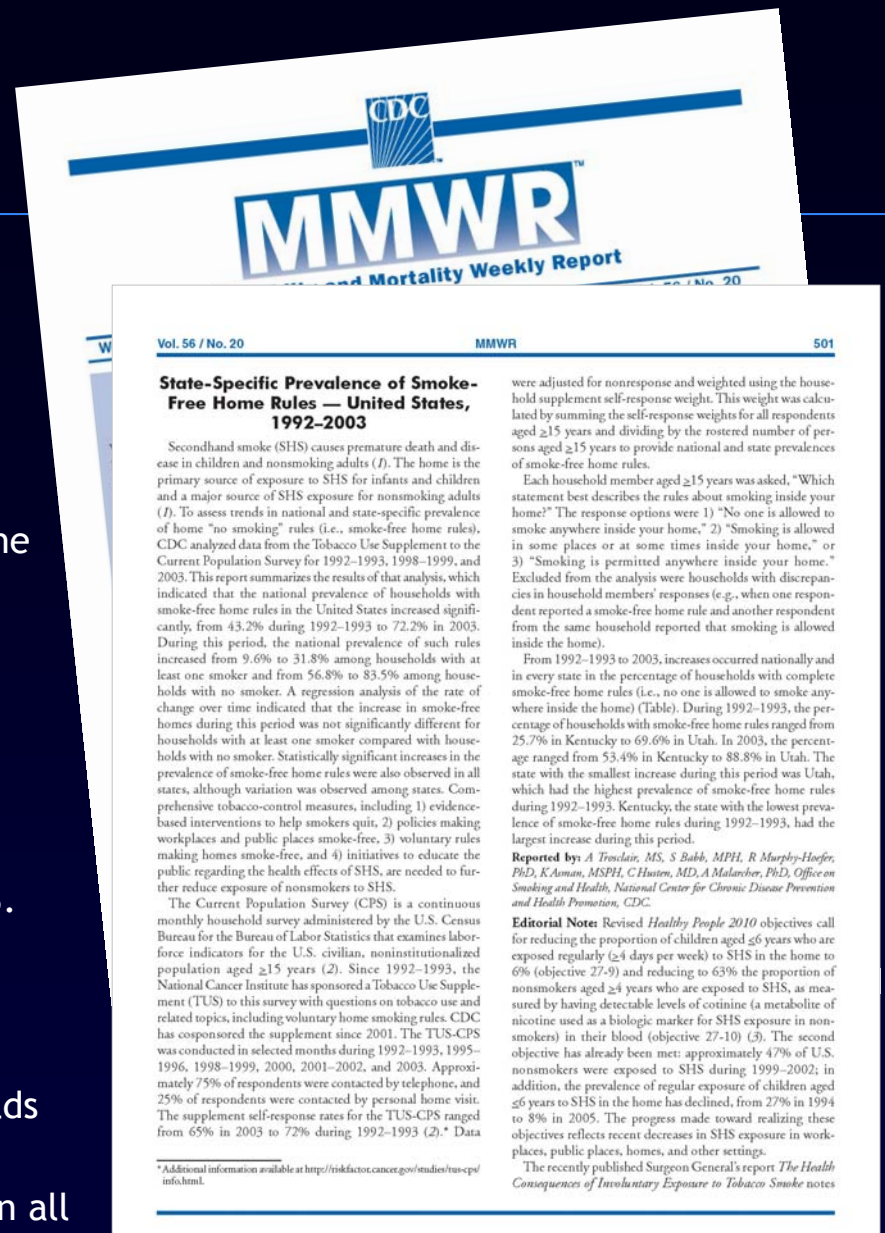 CDC
MMWR
and Mortality Weekly Report
No. 20
W
ne
s.
lds
n all
Vol. 56 / No. 20
MMWR
501
State-Specific Prevalence of Smoke-
Free Home Rules — United States,
1992–2003
Secondhand smoke (SHS) causes premature death and dis-
ease in children and nonsmoking adults (1). The home is the
primary source of exposure to SHS for infants and children
and a major source of SHS exposure for nonsmoking adults
(1). To assess trends in national and state-specific prevalence
of home “no smoking” rules (i.e., smoke-free home rules),
CDC analyzed data from the Tobacco Use Supplement to the
Current Population Survey for 1992–1993, 1998–1999, and
2003. This report summarizes the results of that analysis, which
indicated that the national prevalence of households with
smoke-free home rules in the United States increased signifi-
cantly, from 43.2% during 1992–1993 to 72.2% in 2003.
During this period, the national prevalence of such rules
increased from 9.6% to 31.8% among households with at
least one smoker and from 56.8% to 83.5% among house-
holds with no smoker. A regression analysis of the rate of
change over time indicated that the increase in smoke-free
homes during this period was not significantly different for
households with at least one smoker compared with house-
holds with no smoker. Statistically significant increases in the
prevalence of smoke-free home rules were also observed in all
states, although variation was observed among states. Com-
prehensive tobacco-control measures, including 1) evidence-
based interventions to help smokers quit, 2) policies making
workplaces and public places smoke-free, 3) voluntary rules
making homes smoke-free, and 4) initiatives to educate the
public regarding the health effects of SHS, are needed to fur-
ther reduce exposure of nonsmokers to SHS.
The Current Population Survey (CPS) is a continuous
monthly household survey administered by the U.S. Census
Bureau for the Bureau of Labor Statistics that examines labor-
force indicators for the U.S. civilian, noninstitutionalized
population aged ≥15 years (2). Since 1992–1993, the
National Cancer Institute has sponsored a Tobacco Use Supple-
ment (TUS) to this survey with questions on tobacco use and
related topics, including voluntary home smoking rules. CDC
has cosponsored the supplement since 2001. The TUS-CPS
was conducted in selected months during 1992–1993, 1995–
1996, 1998–1999, 2000, 2001–2002, and 2003. Approxi-
mately 75% of respondents were contacted by telephone, and
25% of respondents were contacted by personal home visit.
The supplement self-response rates for the TUS-CPS ranged
from 65% in 2003 to 72% during 1992–1993 (2).* Data
* Additional information available at http://riskfactor.cancer.gov/studies/tus-cps/
info.html.
were adjusted for nonresponse and weighted using the house-
hold supplement self-response weight. This weight was calcu-
lated by summing the self-response weights for all respondents
aged ≥15 years and dividing by the rostered number of per-
sons aged ≥15 years to provide national and state prevalences
of smoke-free home rules.
Each household member aged ≥15 years was asked, “Which
statement best describes the rules about smoking inside your
home?” The response options were 1) “No one is allowed to
smoke anywhere inside your home,” 2) “Smoking is allowed
in some places or at some times inside your home,” or
3) “Smoking is permitted anywhere inside your home.”
Excluded from the analysis were households with discrepan-
cies in household members’ responses (e.g., when one respon-
dent reported a smoke-free home rule and another respondent
from the same household reported that smoking is allowed
inside the home).
From 1992–1993 to 2003, increases occurred nationally and
in every state in the percentage of households with complete
smoke-free home rules (i.e., no one is allowed to smoke any-
where inside the home) (Table). During 1992–1993, the per-
centage of households with smoke-free home rules ranged from
25.7% in Kentucky to 69.6% in Utah. In 2003, the percent-
age ranged from 53.4% in Kentucky to 88.8% in Utah. The
state with the smallest increase during this period was Utah,
which had the highest prevalence of smoke-free home rules
during 1992–1993. Kentucky, the state with the lowest preva-
lence of smoke-free home rules during 1992–1993, had the
largest increase during this period.
Reported by: A Trosclair, MS, S Babb, MPH, R Murphy-Hoefer,
PhD, K Asman, MSPH, C Husten, MD, A Malarcher, PhD, Office on
Smoking and Health, National Center for Chronic Disease Prevention
and Health Promotion, CDC.
Editorial Note: Revised Healthy People 2010 objectives call
for reducing the proportion of children aged ≤6 years who are
exposed regularly (≥4 days per week) to SHS in the home to
6% (objective 27-9) and reducing to 63% the proportion of
nonsmokers aged ≥4 years who are exposed to SHS, as mea-
sured by having detectable levels of cotinine (a metabolite of
nicotine used as a biologic marker for SHS exposure in non-
smokers) in their blood (objective 27-10) (3). The second
objective has already been met: approximately 47% of U.S.
nonsmokers were exposed to SHS during 1999–2002; in
addition, the prevalence of regular exposure of children aged
≤6 years to SHS in the home has declined, from 27% in 1994
to 8% in 2005. The progress made toward realizing these
objectives reflects recent decreases in SHS exposure in work-
places, public places, homes, and other settings.
The recently published Surgeon General’s report The Health
Consequences of Involuntary Exposure to Tobacco Smoke notes